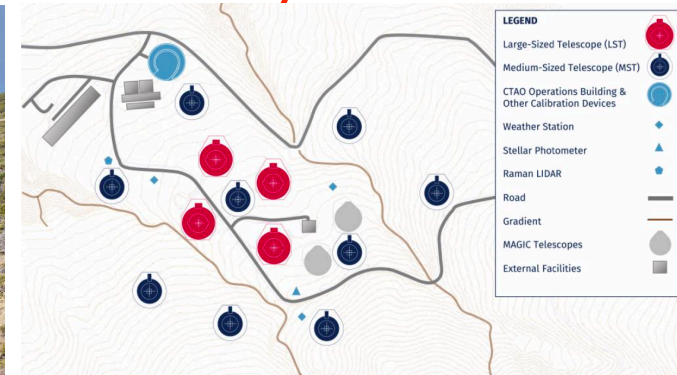 LEGEND
Large-Sized Telescope (LST)
Medium-Sized Telescope (MST)
CTAO Operations Building &
Other Calibration Devices
Weather Station
Stellar Photometer
Raman LIDAR
Road
Gradient
MAGIC Telescopes
External Facilities